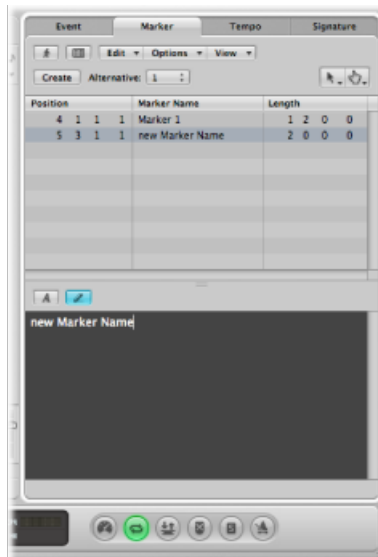 Event Marker Tempo Signature
Edit Options View
Create Alternative: 1
Position Marker Name Length
4 1 1 1 Marker 1 1 2 0 0
5 3 1 1 new Marker Name 2 0 0 0
A
new Marker Name
S